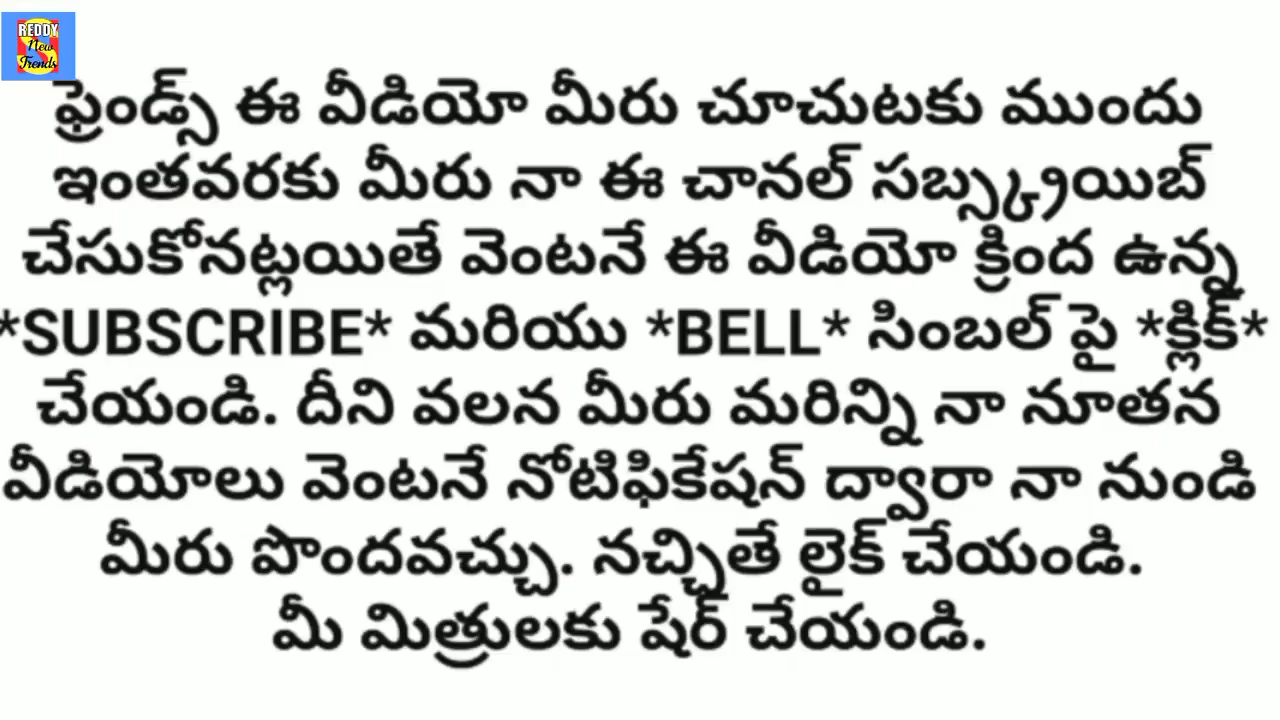 REDDY
New
Trends
ఫ్రెండ్స్ ఈ వీడియో మీరు చూచుటకు ముందు
ఇంతవరకు మీరు నా ఈ చానల్ సబ్స్క్రయిబ్
చేసుకోనట్లయితే వెంటనే ఈ వీడియో క్రింద ఉన్న
*SUBSCRIBE* మరియు *BELL* సింబల్ పై *క్లిక్*
చేయండి. దీని వలన మీరు మరిన్ని నా నూతన
వీడియోలు వెంటనే నోటిఫికేషన్ ద్వారా నా నుండి
మీరు పొందవచ్చు. నచ్చితే లైక్ చేయండి.
మీ మిత్రులకు షేర్ చేయండి.